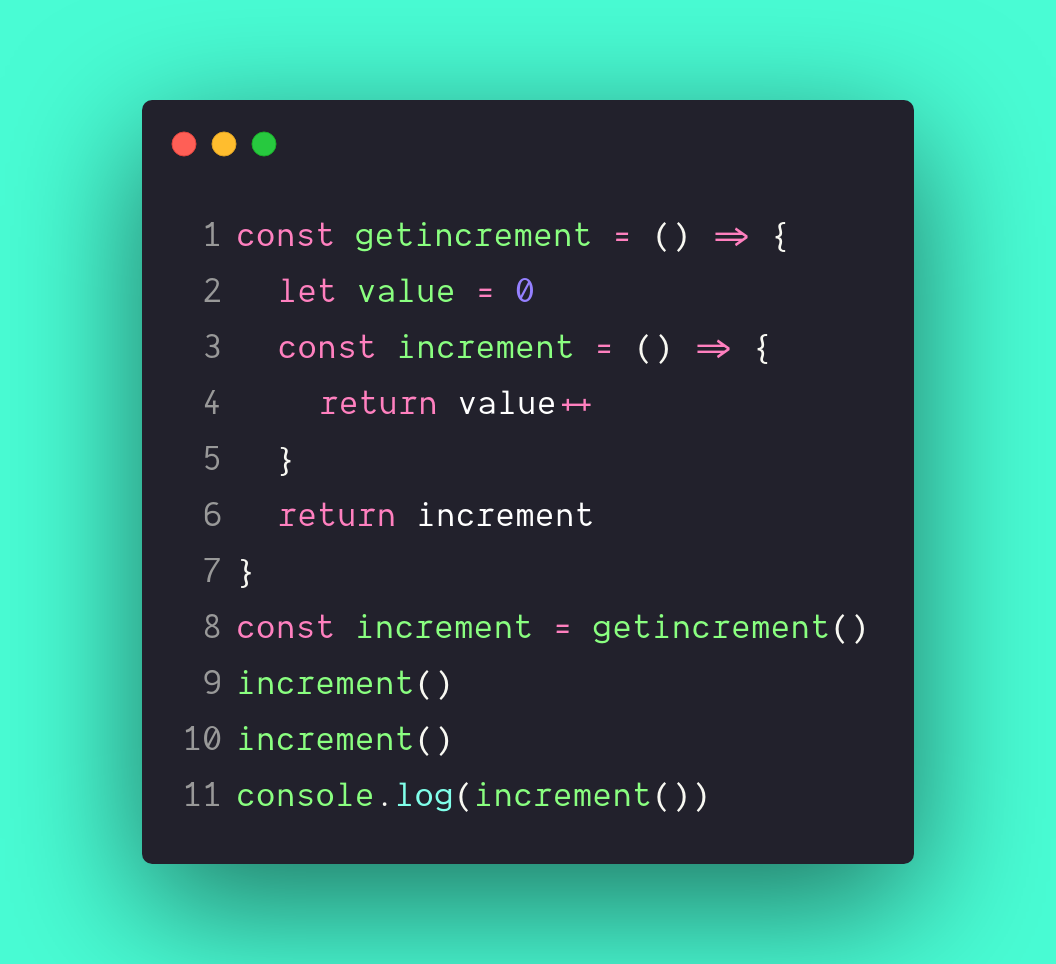 1 const getincrement = () => {
2   let value = 0
3   const increment = () => {
4     return value++
5   }
6   return increment
7 }
8 const increment = getincrement()
9 increment()
10 increment()
11 console.log(increment())